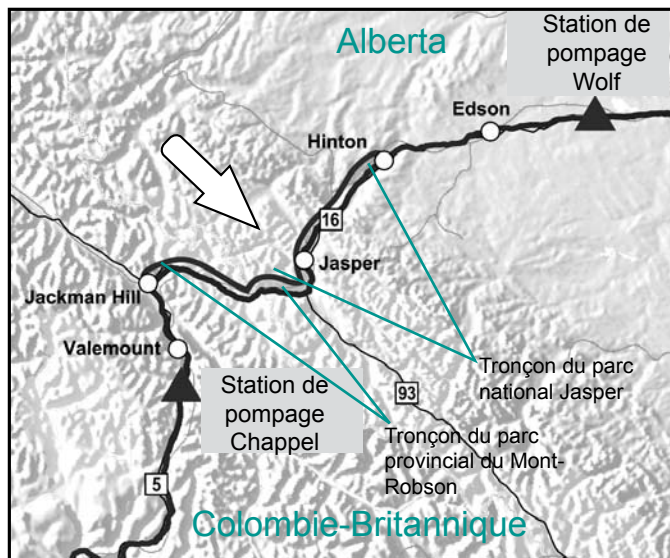 Alberta
Station de
pompage
Wolf
Edson
Hinton
16
Jasper
Jackman Hill
Valemount
Station de
pompage
Chappel
93
Tronçon du parc
national Jasper
Tronçon du parc
provincial du Mont-
Robson
5
Colombie-Britannique